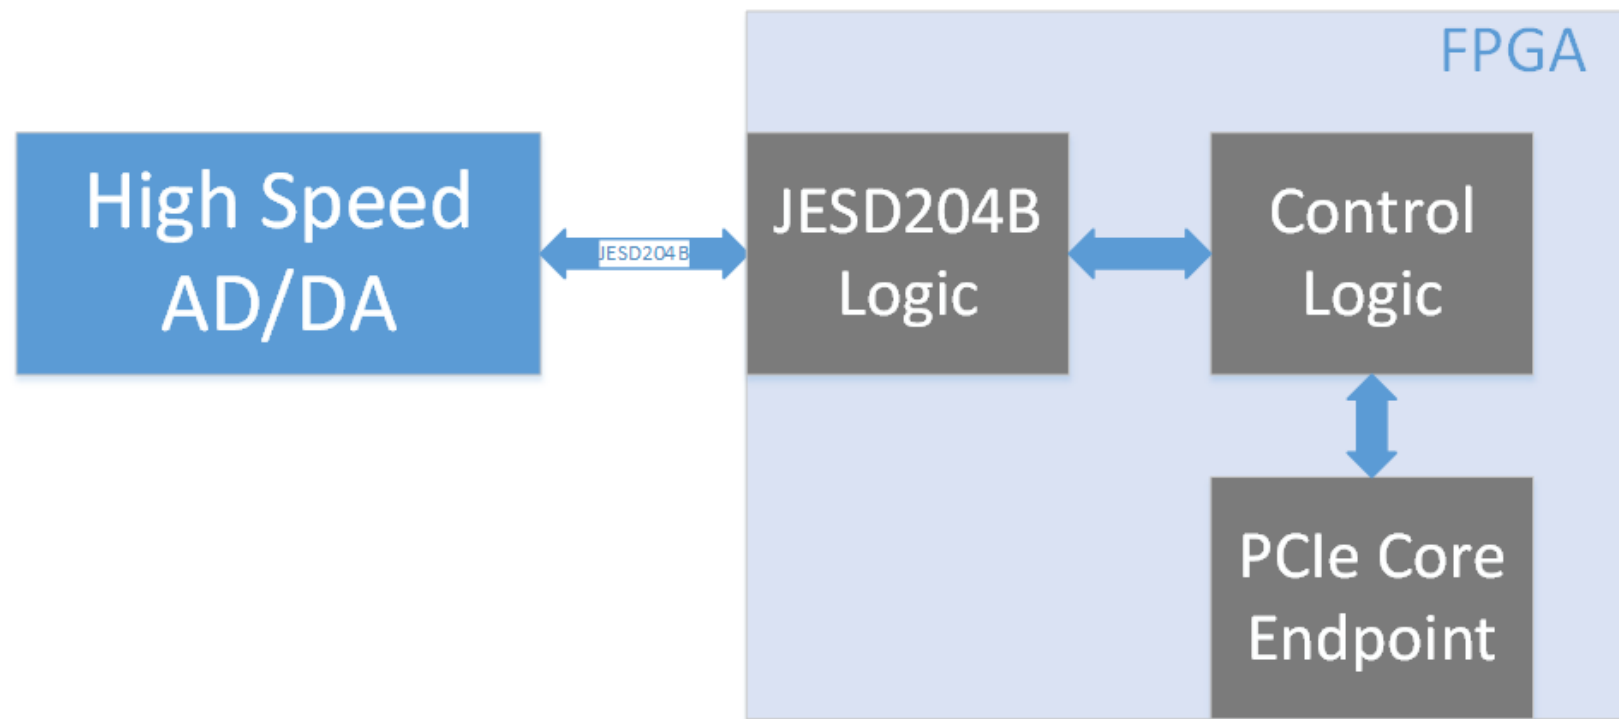 FPGA
High Speed
AD/DA
JESD204B
JESD204B
Logic
Control
Logic
PCIe Core
Endpoint